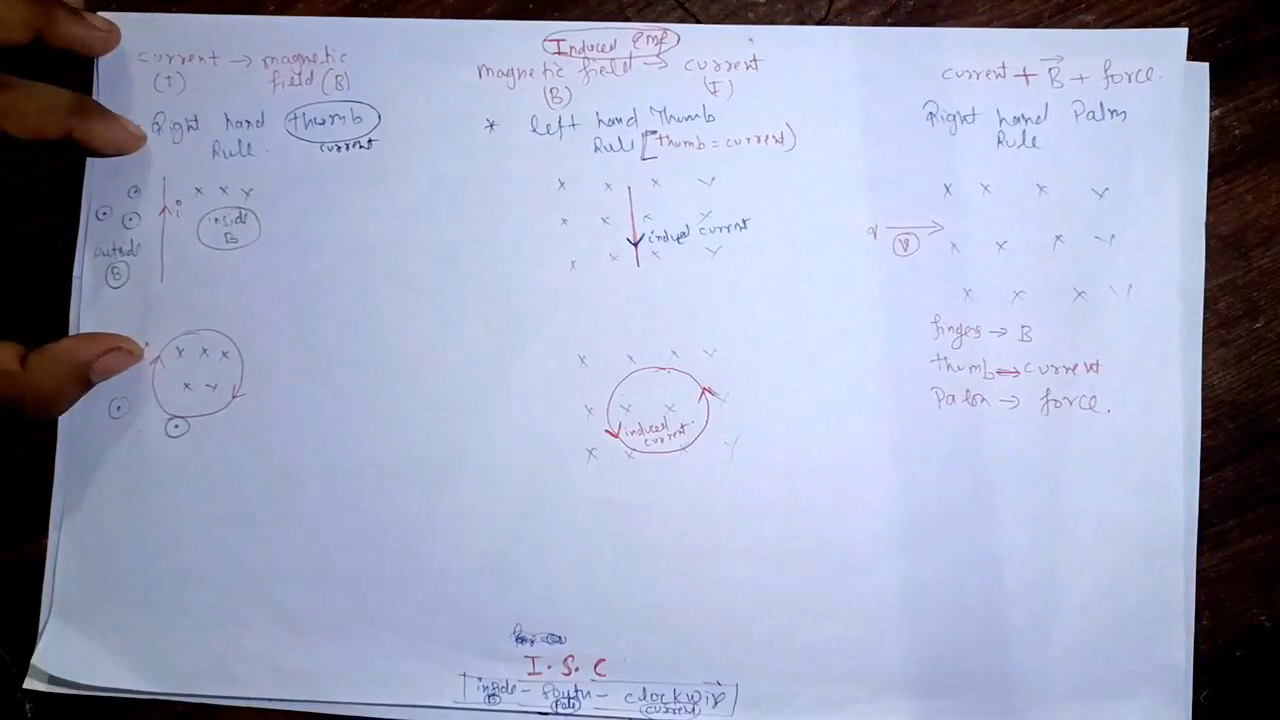 current → magnetic
(I) field (B)
Right hand thumb
current
Rule.
i
x x x
inside
B
outside
B
x x x
x x
Induced emf
magnetic field → current
(B) (I)
* left hand Thumb
Rule [thumb = current)
x x x x
x x x x
induced current
x x x x
x x x x
x x x x
induced
current.
x x x x
current + B + force.
Right hand Palm
Rule
x x x x
q → V
x x x x
x x x x
fingers → B
thumb → current
Palm → force.
I. S. C
inside - South - clockwise
(B) (Pole) (current)